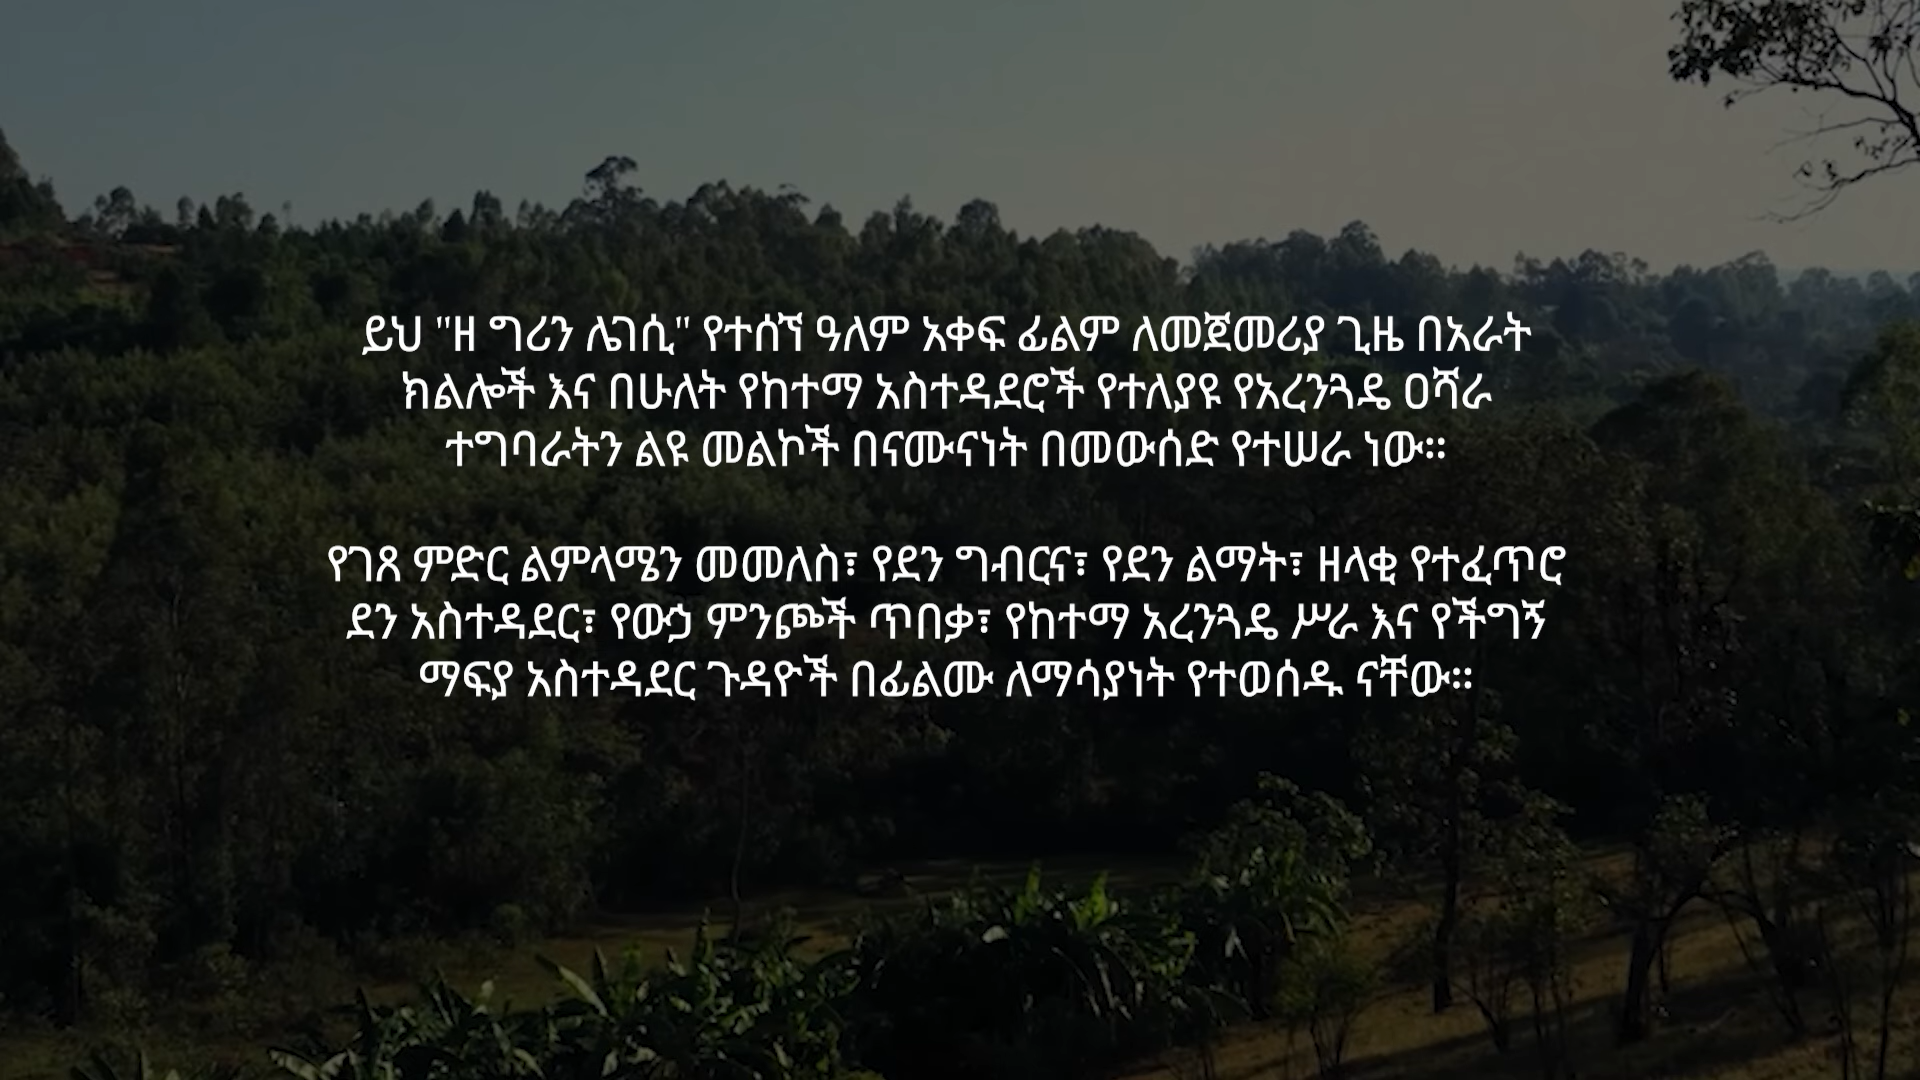 ይህ "ዘ ግሪን ሌገሲ" የተሰኘ ዓለም አቀፍ ፊልም ለመጀመሪያ ጊዜ በአራት
ክልሎች እና በሁለት የከተማ አስተዳደሮች የተለያዩ የአረንጓዴ ዐሻራ
ተግባራትን ልዩ መልኮች በናሙናነት በመውሰድ የተሠራ ነው።
የገጸ ምድር ልምላሜን መመለስ፣ የደን ግብርና፣ የደን ልማት፣ ዘላቂ የተፈጥሮ
ደን አስተዳደር፣ የውኃ ምንጮች ጥበቃ፣ የከተማ አረንጓዴ ሥራ እና የችግኝ
ማፍያ አስተዳደር ጉዳዮች በፊልሙ ለማሳያነት የተወሰዱ ናቸው።